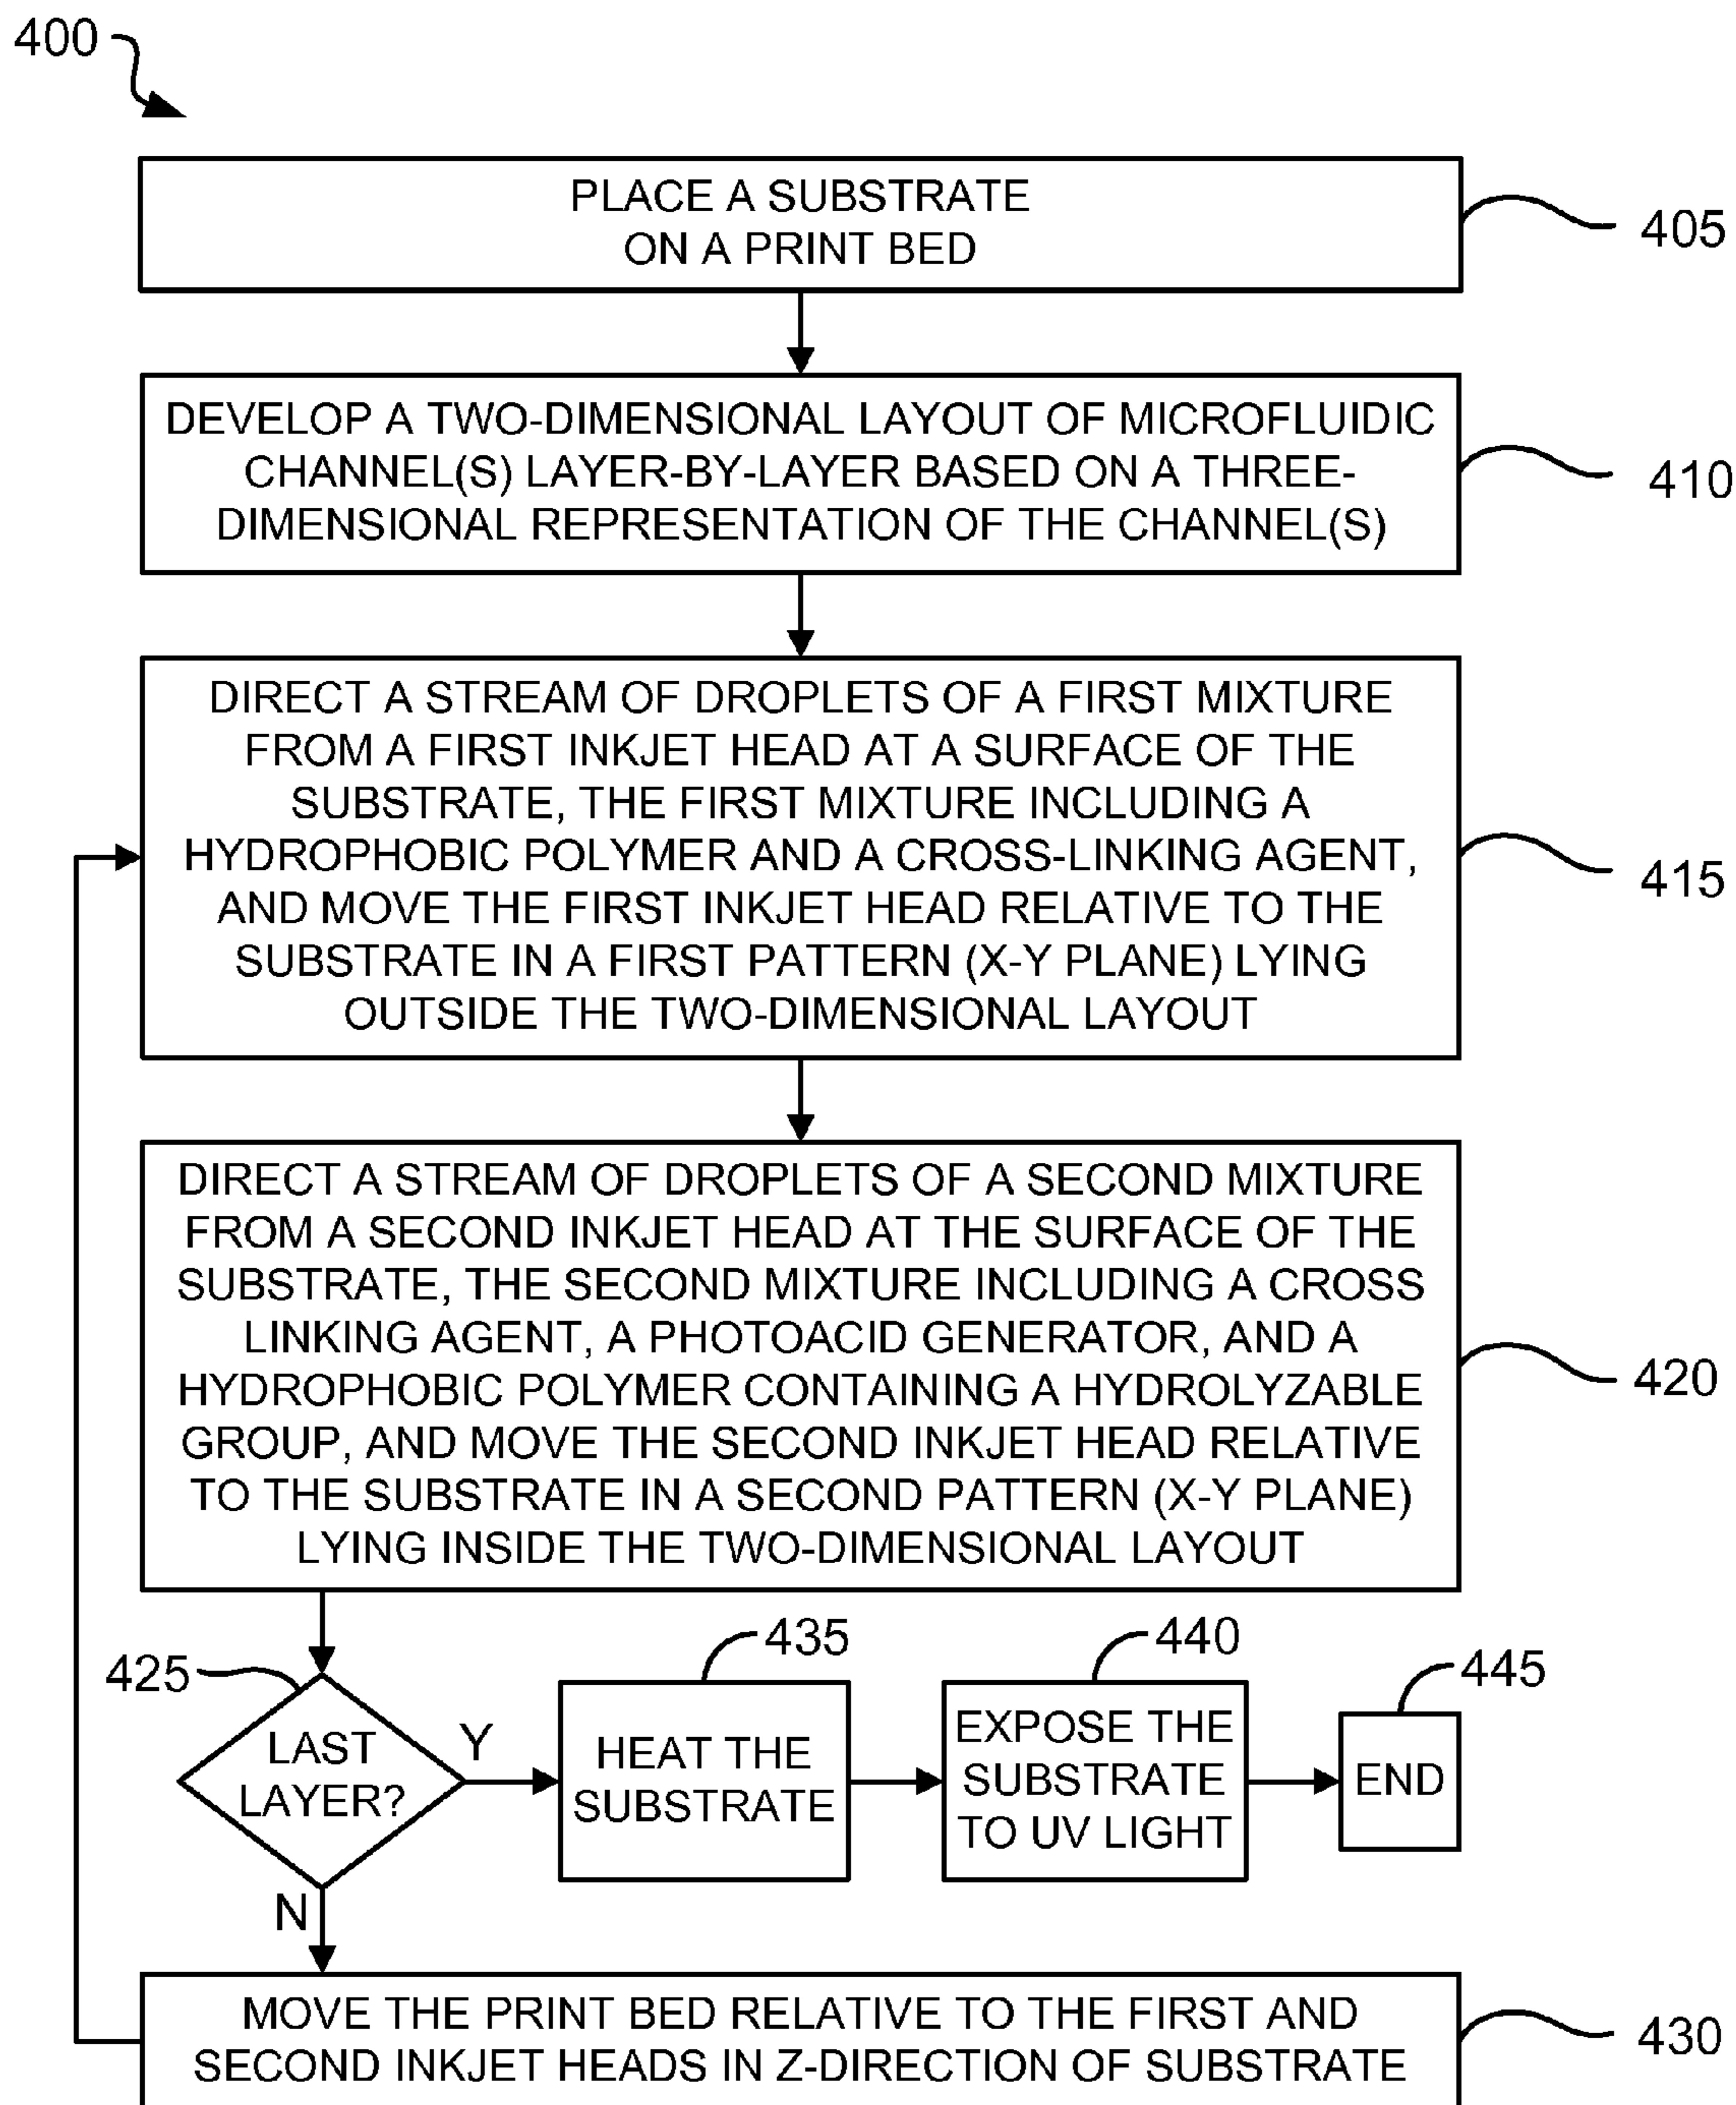 400
PLACE A SUBSTRATE
ON A PRINT BED
405
DEVELOP A TWO-DIMENSIONAL LAYOUT OF MICROFLUIDIC
CHANNEL(S) LAYER-BY-LAYER BASED ON A THREE-
DIMENSIONAL REPRESENTATION OF THE CHANNEL(S)
410
DIRECT A STREAM OF DROPLETS OF A FIRST MIXTURE
FROM A FIRST INKJET HEAD AT A SURFACE OF THE
SUBSTRATE, THE FIRST MIXTURE INCLUDING A
HYDROPHOBIC POLYMER AND A CROSS-LINKING AGENT,
AND MOVE THE FIRST INKJET HEAD RELATIVE TO THE
SUBSTRATE IN A FIRST PATTERN (X-Y PLANE) LYING
OUTSIDE THE TWO-DIMENSIONAL LAYOUT
415
DIRECT A STREAM OF DROPLETS OF A SECOND MIXTURE
FROM A SECOND INKJET HEAD AT THE SURFACE OF THE
SUBSTRATE, THE SECOND MIXTURE INCLUDING A CROSS
LINKING AGENT, A PHOTOACID GENERATOR, AND A
HYDROPHOBIC POLYMER CONTAINING A HYDROLYZABLE
GROUP, AND MOVE THE SECOND INKJET HEAD RELATIVE
TO THE SUBSTRATE IN A SECOND PATTERN (X-Y PLANE)
LYING INSIDE THE TWO-DIMENSIONAL LAYOUT
420
425
LAST
LAYER?
Y
N
435
HEAT THE
SUBSTRATE
440
EXPOSE THE
SUBSTRATE
TO UV LIGHT
445
END
MOVE THE PRINT BED RELATIVE TO THE FIRST AND
SECOND INKJET HEADS IN Z-DIRECTION OF SUBSTRATE
430